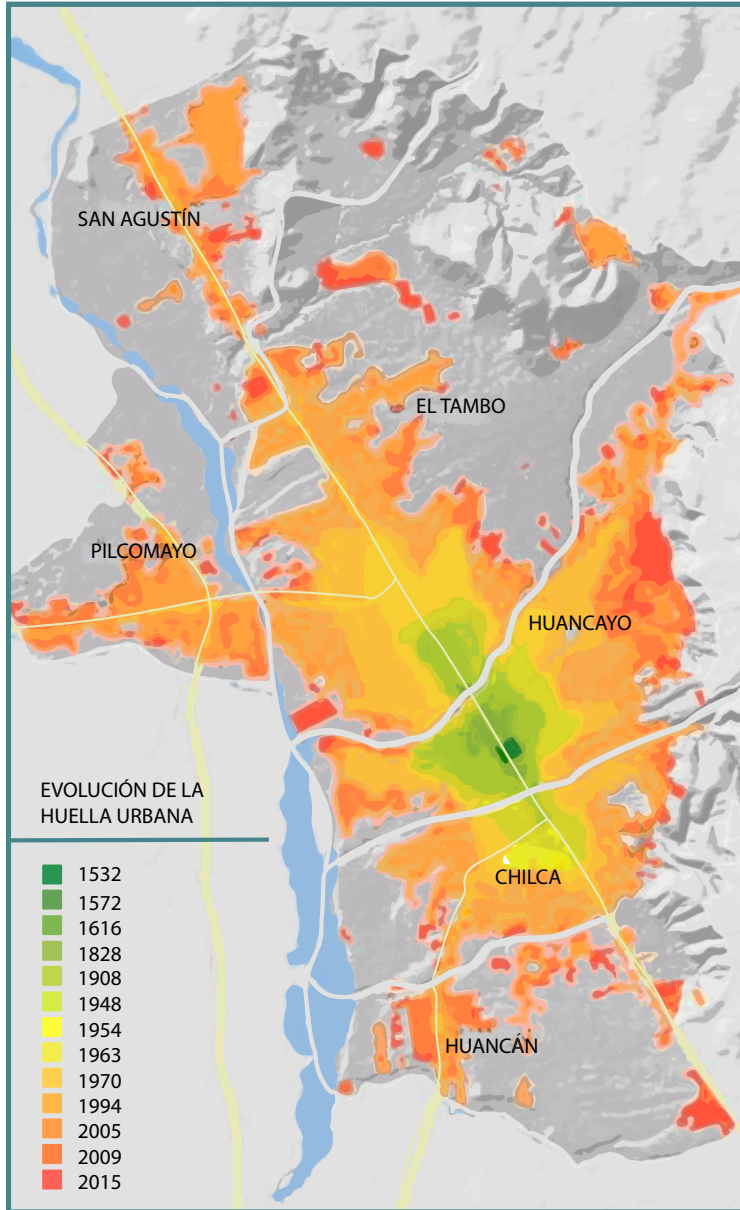 SAN AGUSTÍN
EL TAMBO
PILCOMAYO
HUANCAYO
EVOLUCIÓN DE LA
HUELLA URBANA
CHILCA
HUANCÁN
1532
1572
1616
1828
1908
1948
1954
1963
1970
1994
2005
2009
2015